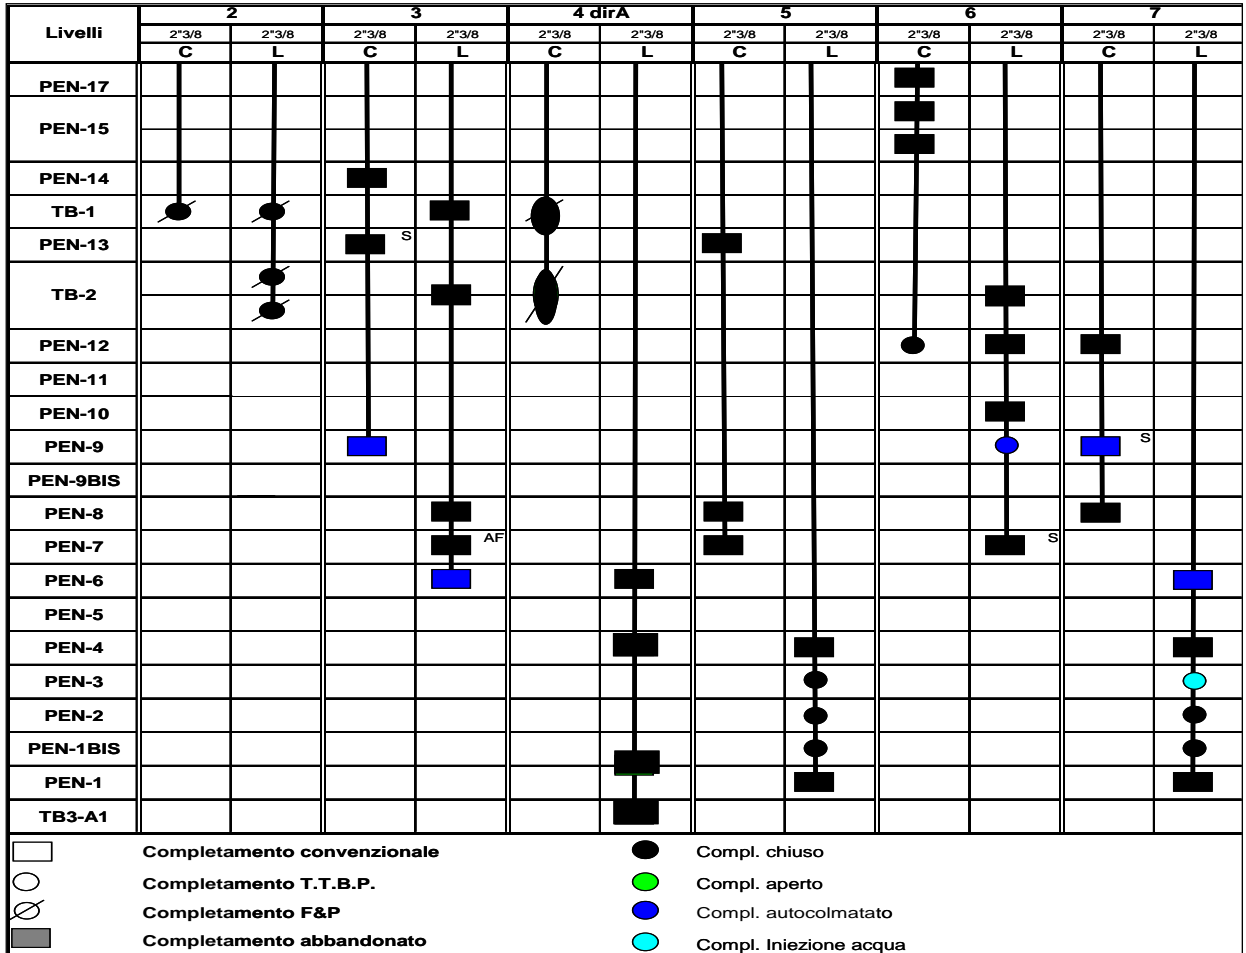 Livelli 2 3 4 dirA 5 6 7
2"3/8 2"3/8 2"3/8 2"3/8 2"3/8 2"3/8 2"3/8 2"3/8 2"3/8 2"3/8 2"3/8 2"3/8
C L C L C L C L C L C L
PEN-17
PEN-15
PEN-14
TB-1
PEN-13 S
TB-2
PEN-12
PEN-11
PEN-10
PEN-9 S
PEN-9BIS
PEN-8
PEN-7 AF S
PEN-6
PEN-5
PEN-4
PEN-3
PEN-2
PEN-1BIS
PEN-1
TB3-A1
Completamento convenzionale Compl. chiuso
Completamento T.T.B.P. Compl. aperto
Completamento F&P Compl. autocolmatato
Completamento abbandonato Compl. Iniezione acqua